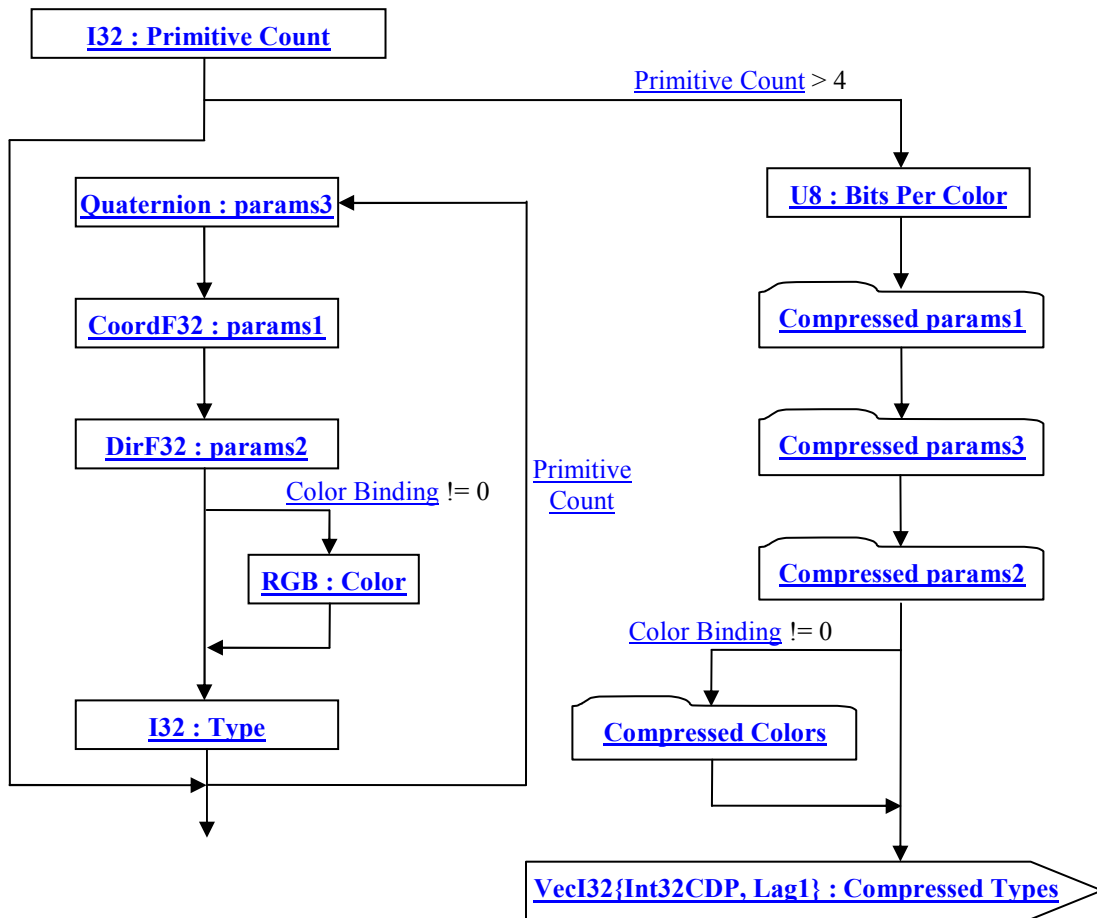 I32 : Primitive Count
Primitive Count > 4
Quaternion : params3
U8 : Bits Per Color
CoordF32 : params1
Compressed params1
DirF32 : params2
Compressed params3
Primitive
Count
Color Binding != 0
RGB : Color
Compressed params2
Color Binding != 0
I32 : Type
Compressed Colors
VecI32{Int32CDP, Lag1} : Compressed Types